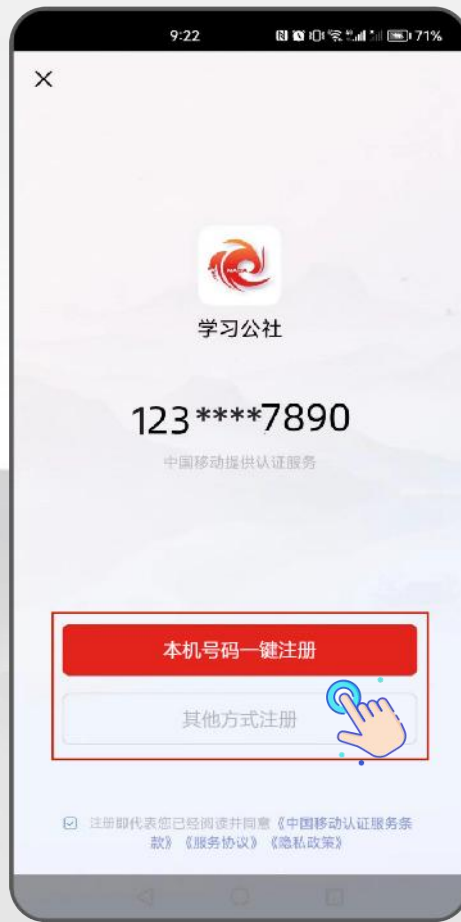 9:22
71%
学习公社
123****7890
中国移动提供认证服务
本机号码一键注册
其他方式注册
注册即代表您已经阅读并同意《中国移动认证服务条
款》《服务协议》《隐私政策》